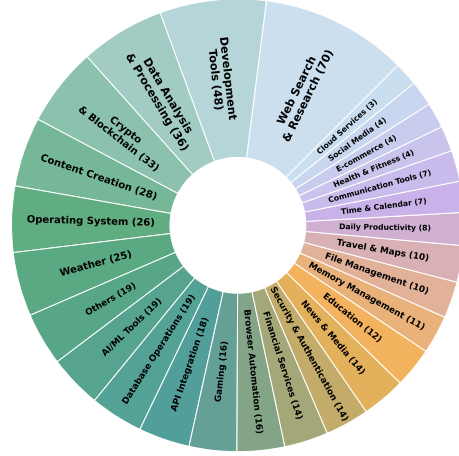 Web Search
& Research (70)
Cloud Services (3)
Social Media (4)
E-commerce (4)
Health & Fitness (4)
Communication Tools (7)
Time & Calendar (7)
Daily Productivity (8)
Travel & Maps (10)
File Management (10)
Memory Management (11)
Education (12)
News & Media (14)
Security & Authentication (14)
Financial Services (14)
Browser Automation (16)
Gaming (16)
API Integration (18)
Database Operations (19)
AI/ML Tools (19)
Others (19)
Weather (25)
Operating System (26)
Content Creation (28)
Crypto
& Blockchain (33)
Data Analysis
& Processing (36)
Development
Tools (48)